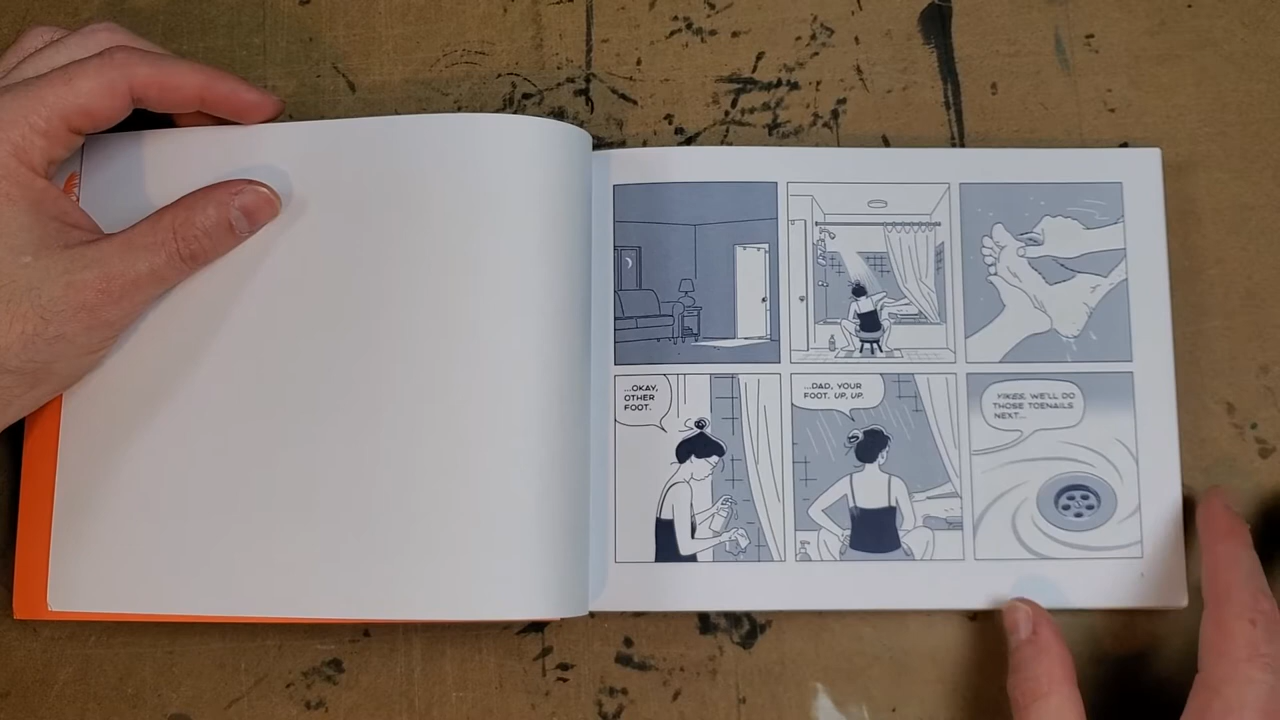 ...OKAY,
OTHER
FOOT.
...DAD, YOUR
FOOT. UP, UP.
YIKES, WE'LL DO
THOSE TOENAILS
NEXT...